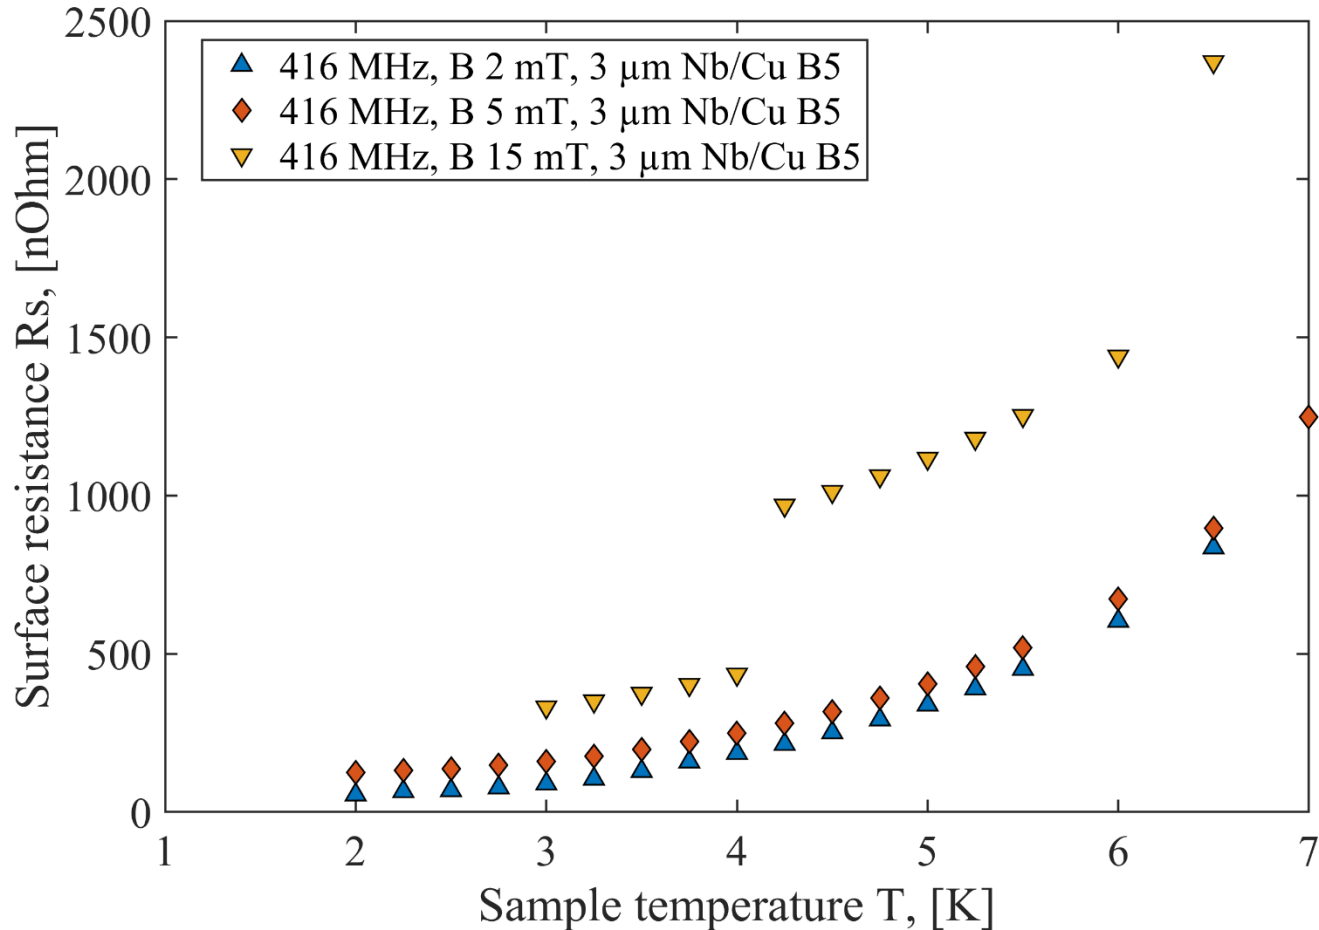 2500
2000
1500
1000
500
0
Surface resistance Rs, [nOhm]
416 MHz, B 2 mT, 3 µm Nb/Cu B5
416 MHz, B 5 mT, 3 µm Nb/Cu B5
416 MHz, B 15 mT, 3 µm Nb/Cu B5
1 2 3 4 5 6 7
Sample temperature T, [K]